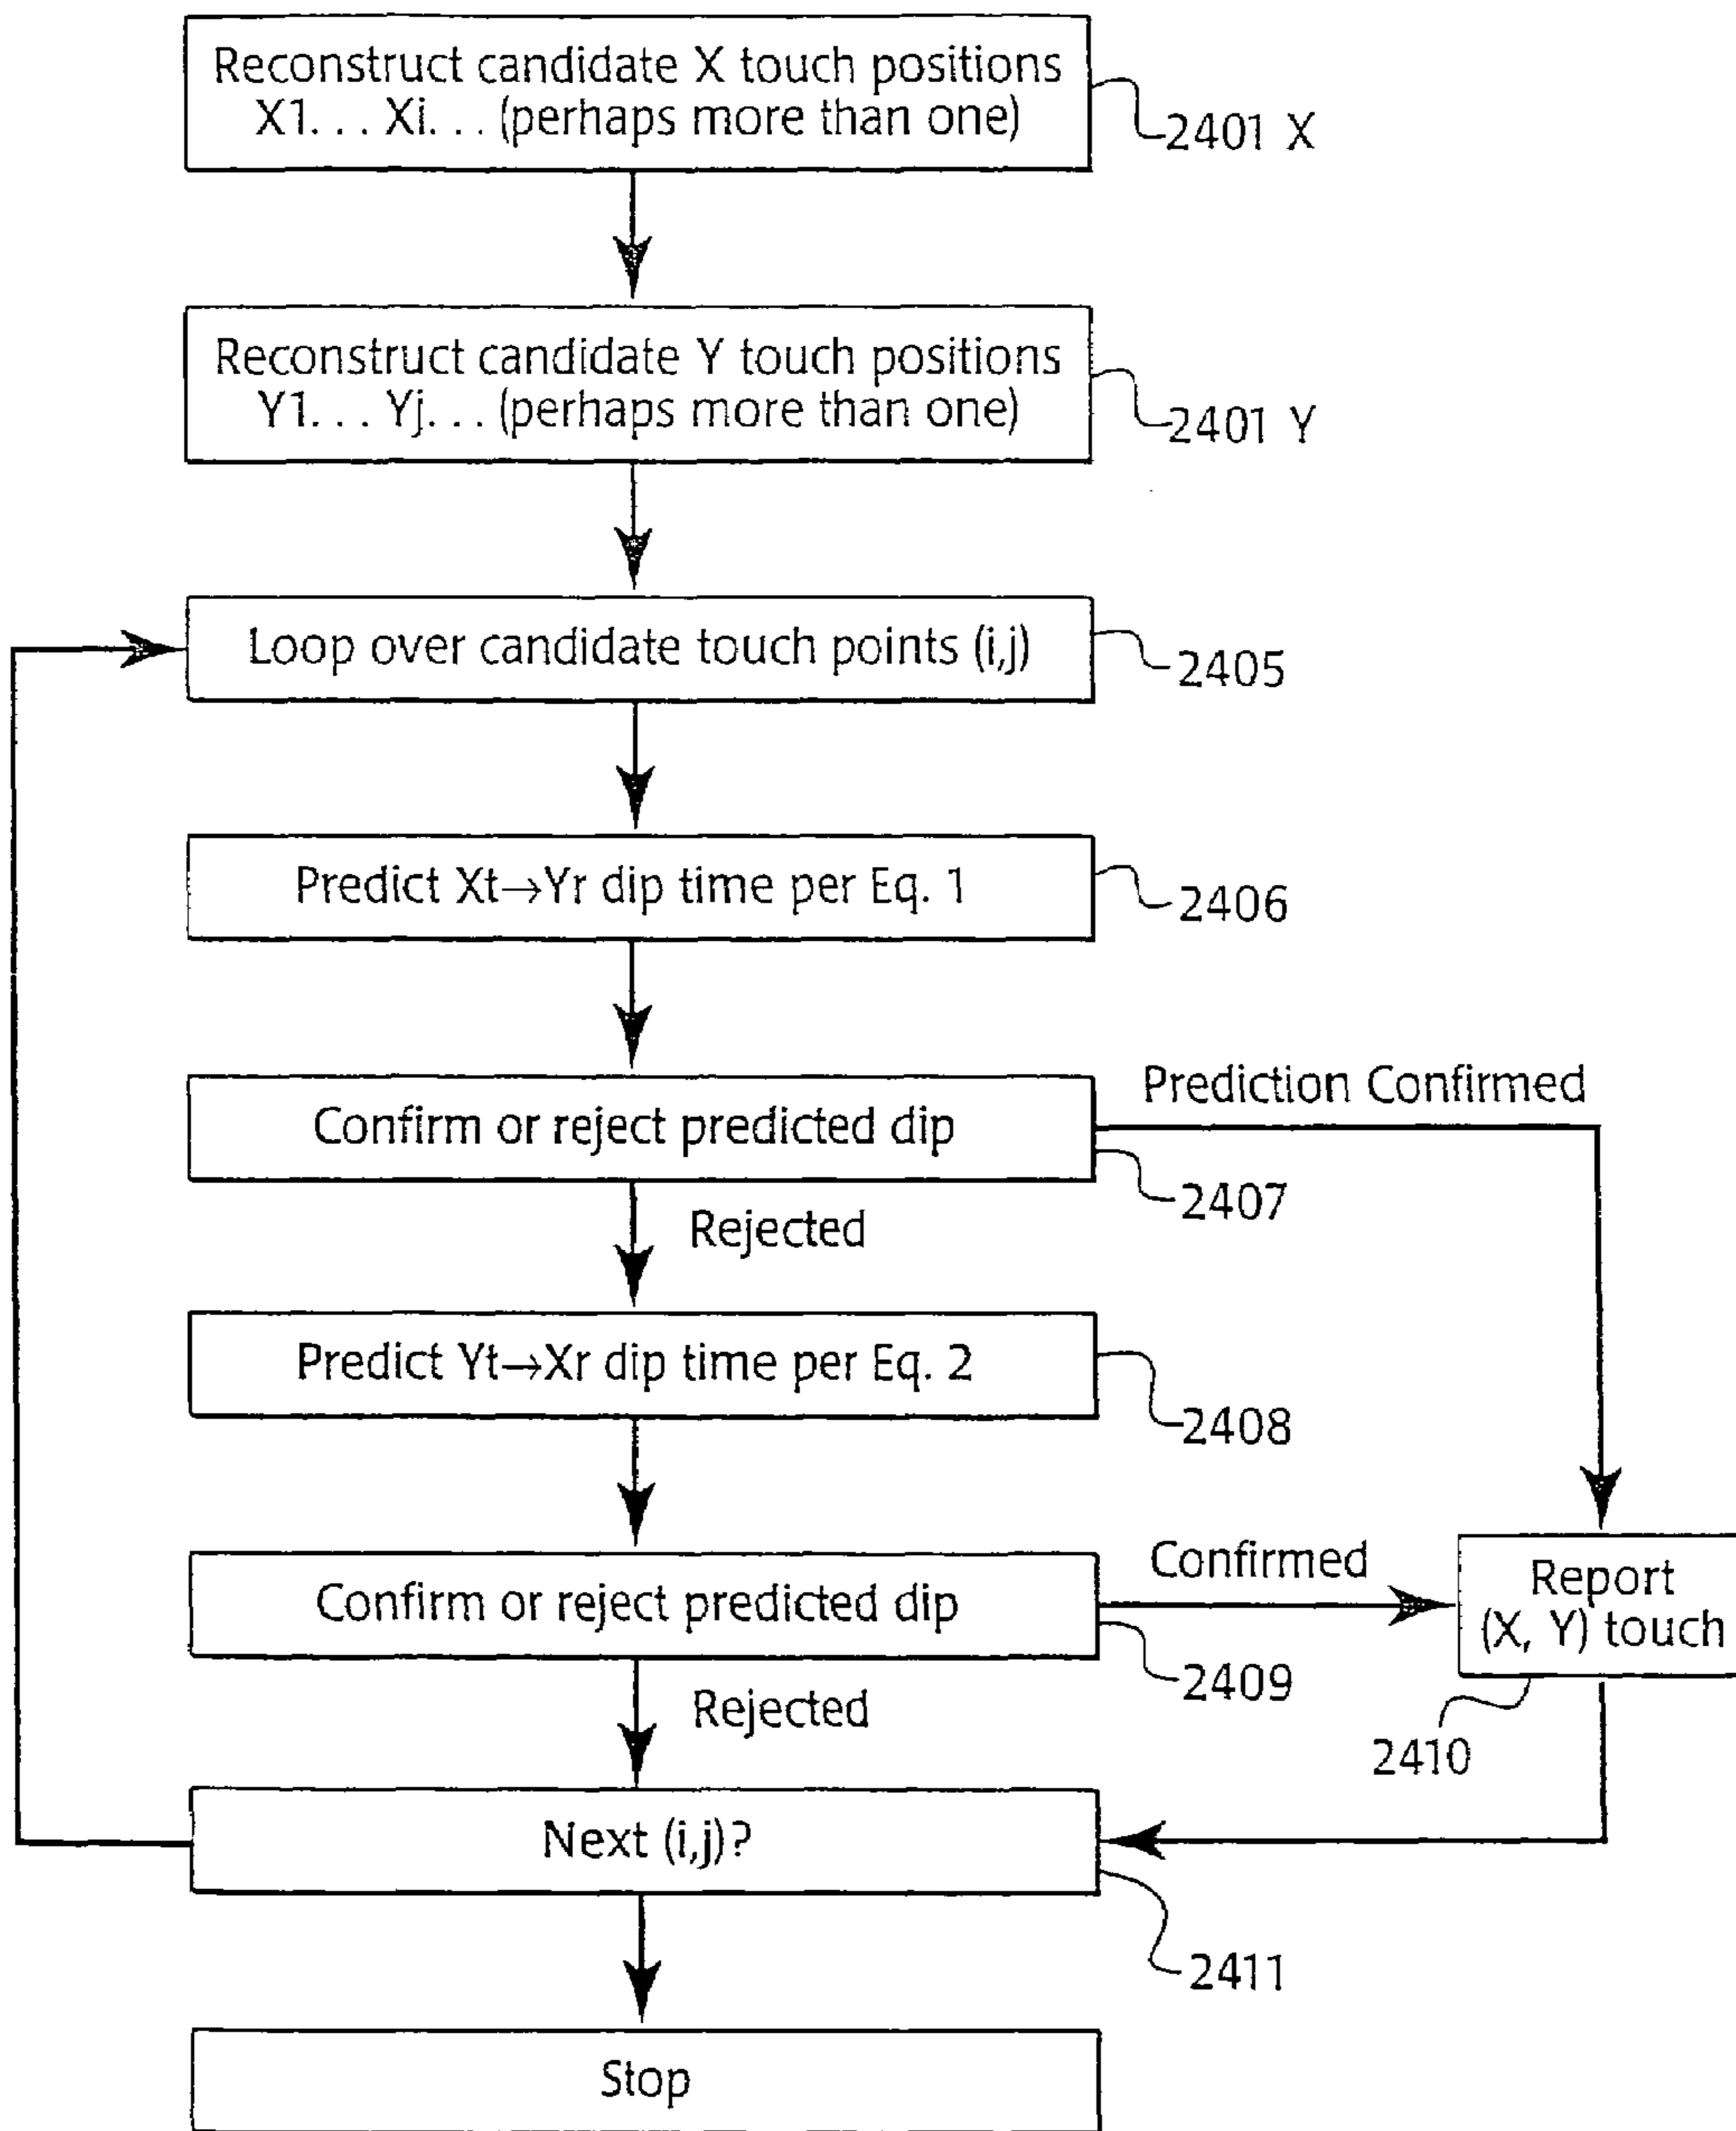 Reconstruct candidate X touch positions
X1. . . Xi. . . (perhaps more than one)
2401 X
Reconstruct candidate Y touch positions
Y1. . . Yj. . . (perhaps more than one)
2401 Y
Loop over candidate touch points (i,j)
2405
Predict Xt→Yr dip time per Eq. 1
2406
Prediction Confirmed
Confirm or reject predicted dip
2407
Rejected
Predict Yt→Xr dip time per Eq. 2
2408
Confirmed
Confirm or reject predicted dip
Report
(X, Y) touch
2409
Rejected
2410
Next (i,j)?
2411
Stop